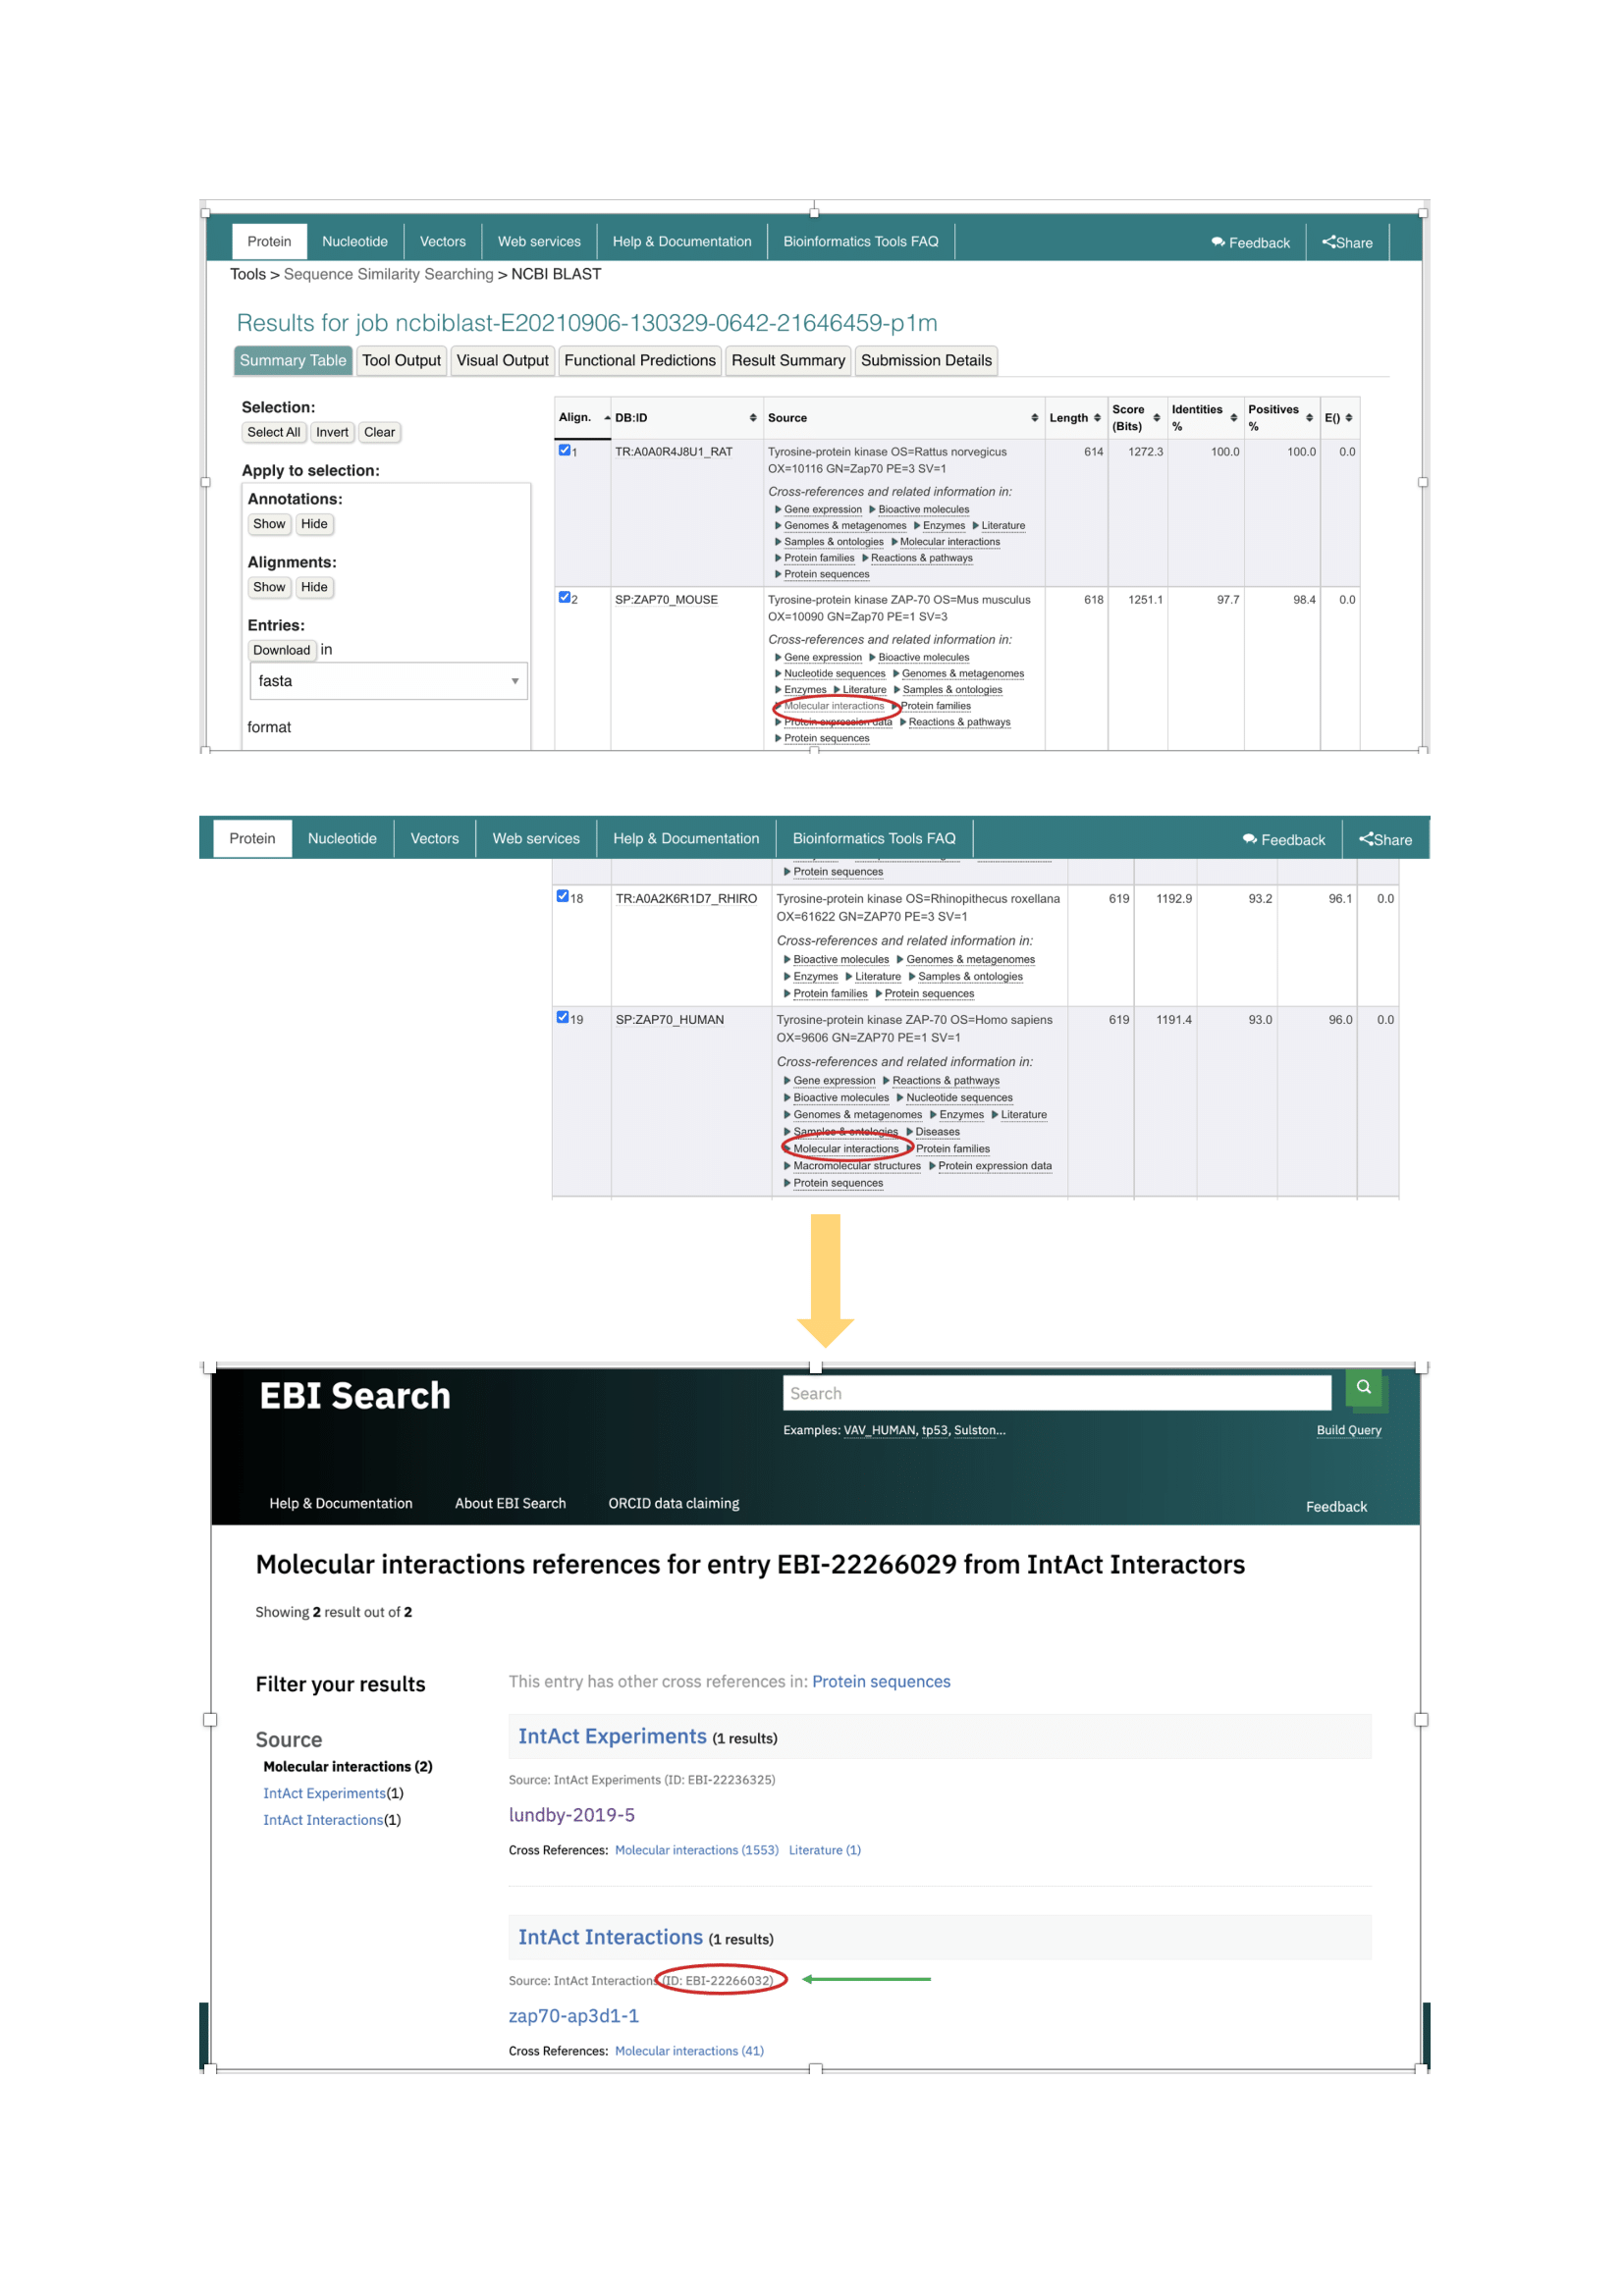 Protein Nucleotide Vectors Web services Help & Documentation Bioinformatics Tools FAQ Feedback Share
Tools > Sequence Similarity Searching > NCBI BLAST
Results for job ncbiblast-E20210906-130329-0642-21646459-p1m
Summary Table Tool Output Visual Output Functional Predictions Result Summary Submission Details
Selection:
Select All Invert Clear
Apply to selection:
Annotations:
Show Hide
Alignments:
Show Hide
Entries:
Download in
fasta
format
Align. DB:ID Source Length Score (Bits) Identities % Positives % E()
1 TR:A0A0R4J8U1_RAT Tyrosine-protein kinase OS=Rattus norvegicus 614 1272.3 100.0 100.0 0.0
OX=10116 GN=Zap70 PE=3 SV=1
Cross-references and related information in:
Gene expression Bioactive molecules
Genomes & metagenomes Enzymes Literature
Samples & ontologies Molecular interactions
Protein families Reactions & pathways
Protein sequences
2 SP:ZAP70_MOUSE Tyrosine-protein kinase ZAP-70 OS=Mus musculus 618 1251.1 97.7 98.4 0.0
OX=10090 GN=Zap70 PE=1 SV=3
Cross-references and related information in:
Gene expression Bioactive molecules
Nucleotide sequences Genomes & metagenomes
Enzymes Literature Samples & ontologies
Molecular interactions Protein families
Protein expression data Reactions & pathways
Protein sequences
Protein Nucleotide Vectors Web services Help & Documentation Bioinformatics Tools FAQ Feedback Share
Protein sequences
18 TR:A0A2K6R1D7_RHIRO Tyrosine-protein kinase OS=Rhinopithecus roxellana 619 1192.9 93.2 96.1 0.0
OX=61622 GN=ZAP70 PE=3 SV=1
Cross-references and related information in:
Bioactive molecules Genomes & metagenomes
Enzymes Literature Samples & ontologies
Protein families Protein sequences
19 SP:ZAP70_HUMAN Tyrosine-protein kinase ZAP-70 OS=Homo sapiens 619 1191.4 93.0 96.0 0.0
OX=9606 GN=ZAP70 PE=1 SV=1
Cross-references and related information in:
Gene expression Reactions & pathways
Bioactive molecules Nucleotide sequences
Genomes & metagenomes Enzymes Literature
Samples & ontologies Diseases
Molecular interactions Protein families
Macromolecular structures Protein expression data
Protein sequences
EBI Search
Search
Examples: VAV_HUMAN, tp53, Sulston... Build Query
Help & Documentation About EBI Search ORCID data claiming Feedback
Molecular interactions references for entry EBI-22266029 from IntAct Interactors
Showing 2 result out of 2
Filter your results
Source
Molecular interactions (2)
IntAct Experiments(1)
IntAct Interactions(1)
This entry has other cross references in: Protein sequences
IntAct Experiments (1 results)
Source: IntAct Experiments (ID: EBI-22236325)
lundby-2019-5
Cross References: Molecular interactions (1553) Literature (1)
IntAct Interactions (1 results)
Source: IntAct Interactions (ID: EBI-22266032)
zap70-ap3d1-1
Cross References: Molecular interactions (41)